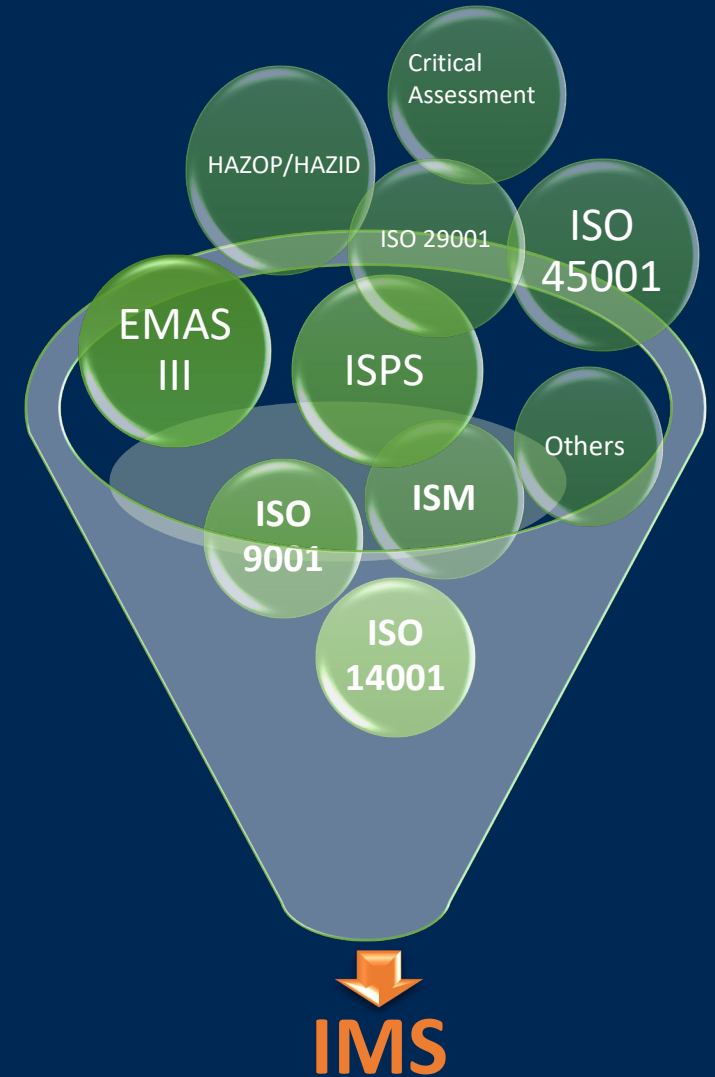 Critical
Assessment
HAZOP/HAZID
ISO 29001
ISO
45001
EMAS
III
ISPS
Others
ISM
ISO
9001
ISO
14001
IMS